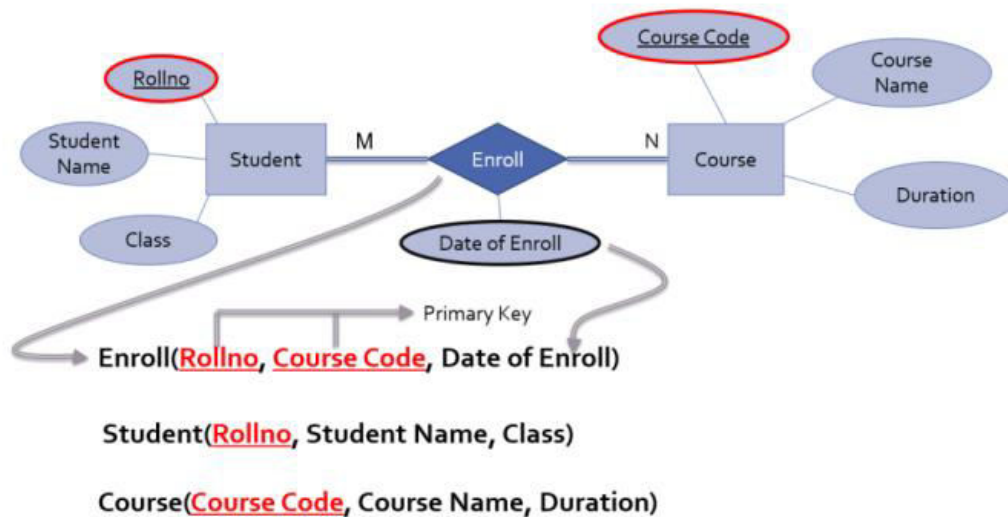 Course Code
Rollno
Course
Name
Student
Name
Student
M
Enroll
N
Course
Class
Date of Enroll
Duration
Primary Key
Enroll(Rollno, Course Code, Date of Enroll)
Student(Rollno, Student Name, Class)
Course(Course Code, Course Name, Duration)